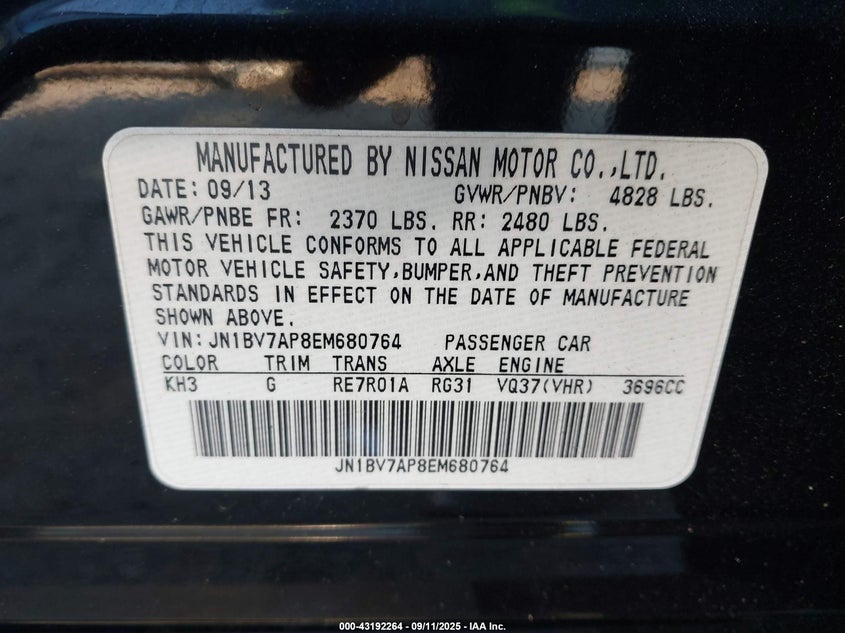 MANUFACTURED BY NISSAN MOTOR CO.,LTD.
DATE: 09/13 GVWR/PNBV: 4828 LBS.
GAWR/PNBE FR: 2370 LBS. RR: 2480 LBS.
THIS VEHICLE CONFORMS TO ALL APPLICABLE FEDERAL
MOTOR VEHICLE SAFETY,BUMPER,AND THEFT PREVENTION
STANDARDS IN EFFECT ON THE DATE OF MANUFACTURE
SHOWN ABOVE.
VIN: JN1BV7AP8EM680764 PASSENGER CAR
COLOR TRIM TRANS AXLE ENGINE
KH3 G RE7R01A RG31 VQ37(VHR) 3696CC
JN1BV7AP8EM680764
000-43192264 - 09/11/2025 - IAA Inc.